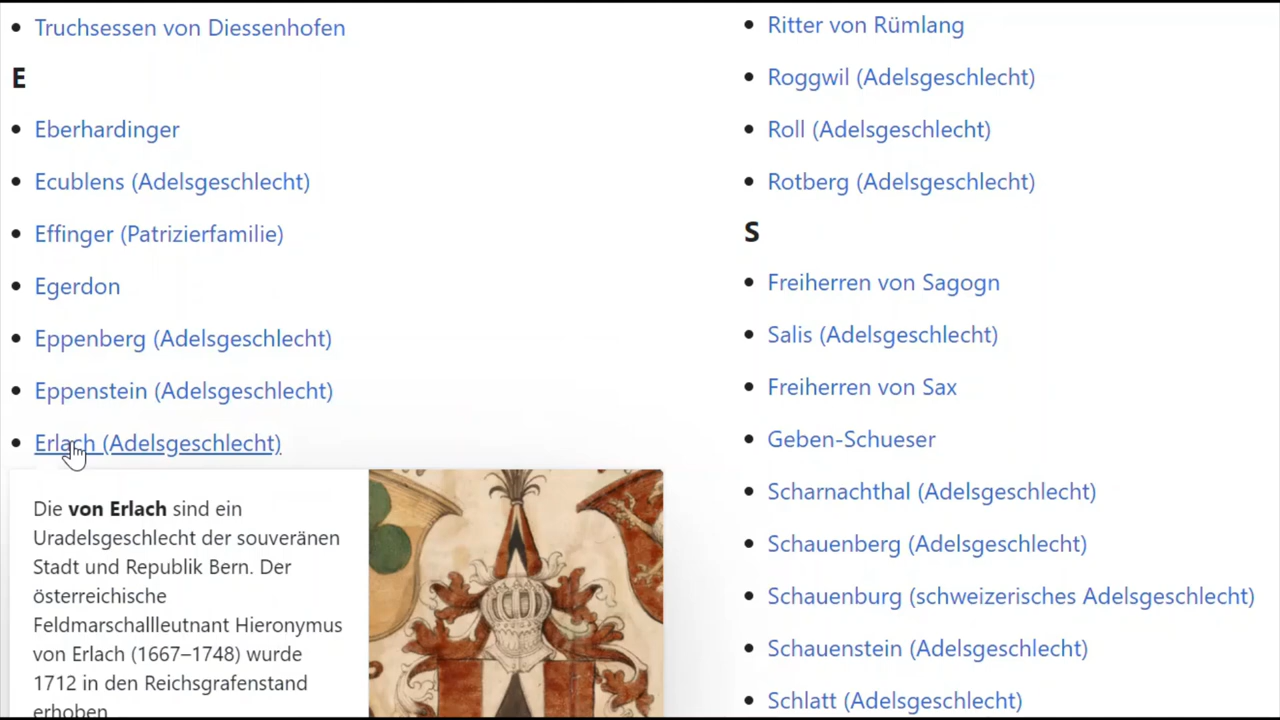 Truchsessen von Diessenhofen
E
Eberhardinger
Ecublens (Adelsgeschlecht)
Effinger (Patrizierfamilie)
Egerdon
Eppenberg (Adelsgeschlecht)
Eppenstein (Adelsgeschlecht)
Erlach (Adelsgeschlecht)
Die von Erlach sind ein
Uradelsgeschlecht der souveränen
Stadt und Republik Bern. Der
österreichische
Feldmarschallleutnant Hieronymus
von Erlach (1667–1748) wurde
1712 in den Reichsgrafenstand
erhoben
Ritter von Rümlang
Roggwil (Adelsgeschlecht)
Roll (Adelsgeschlecht)
Rotberg (Adelsgeschlecht)
S
Freiherren von Sagogn
Salis (Adelsgeschlecht)
Freiherren von Sax
Geben-Schueser
Scharnachthal (Adelsgeschlecht)
Schauenberg (Adelsgeschlecht)
Schauenburg (schweizerisches Adelsgeschlecht)
Schauenstein (Adelsgeschlecht)
Schlatt (Adelsgeschlecht)